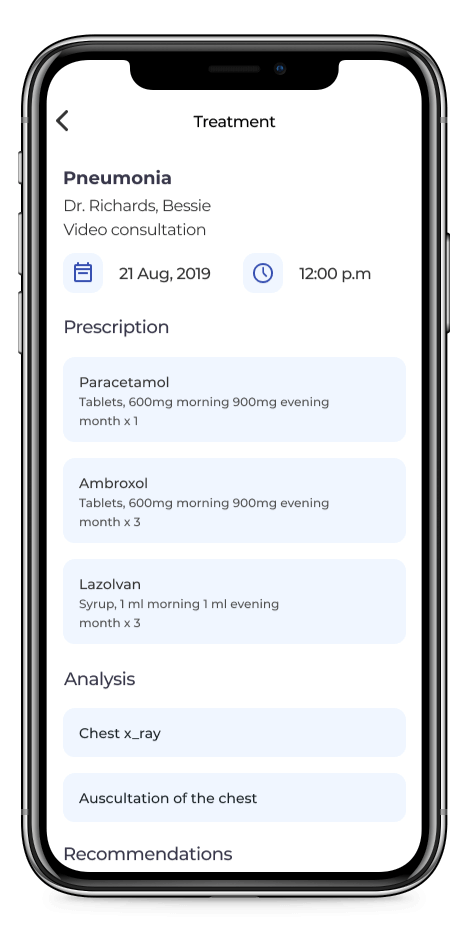 Treatment
Pneumonia
Dr. Richards, Bessie
Video consultation
21 Aug, 2019 12:00 p.m
Prescription
Paracetamol
Tablets, 600mg morning 900mg evening
month x 1
Ambroxol
Tablets, 600mg morning 900mg evening
month x 3
Lazolvan
Syrup, 1 ml morning 1 ml evening
month x 3
Analysis
Chest x_ray
Auscultation of the chest
Recommendations